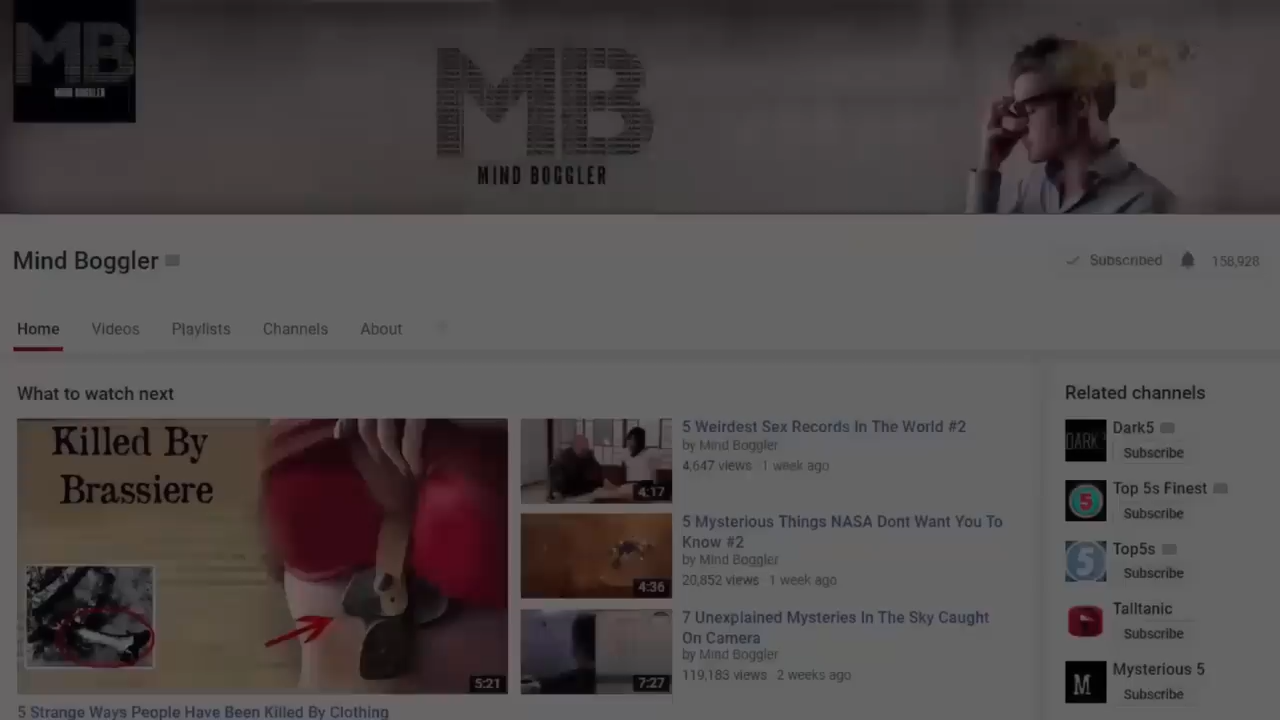 MB
MIND BOGGLER
MB
MIND BOGGLER
Mind Boggler
Subscribed
158,928
Home
Videos
Playlists
Channels
About
What to watch next
Killed By
Brassiere
5:21
5 Strange Ways People Have Been Killed By Clothing
4:17
5 Weirdest Sex Records In The World #2
by Mind Boggler
4,647 views 1 week ago
4:36
5 Mysterious Things NASA Dont Want You To
Know #2
by Mind Boggler
20,852 views 1 week ago
7:27
7 Unexplained Mysteries In The Sky Caught
On Camera
by Mind Boggler
119,183 views 2 weeks ago
Related channels
DARK 5
Dark5
Subscribe
5
Top 5s Finest
Subscribe
5
Top5s
Subscribe
Talltanic
Subscribe
M
Mysterious 5
Subscribe